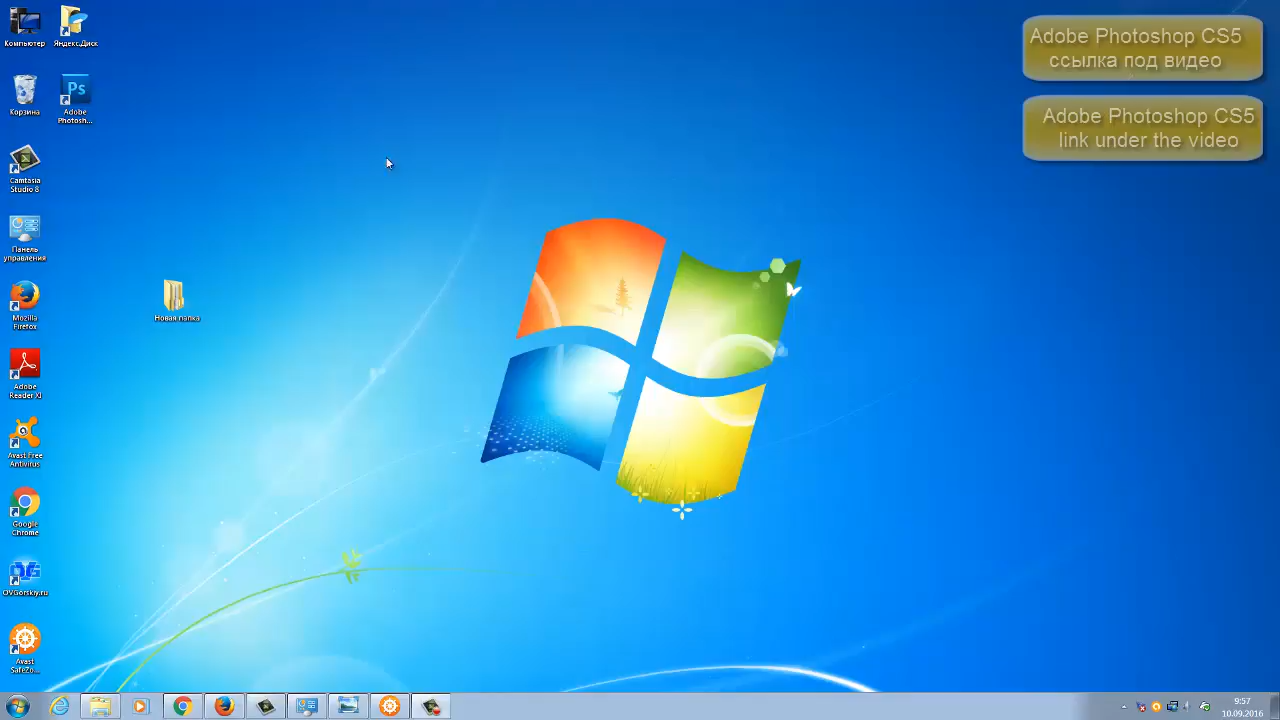 Компьютер
Яндекс.Диск
Корзина
Ps
Adobe
Photosh...
Camtasia
Studio 8
Панель
управления
Mozilla
Firefox
Новая папка
Adobe
Reader XI
Avast Free
Antivirus
Google
Chrome
OVG
OVGorskiy.ru
Avast
SafeZo...
Adobe Photoshop CS5
ссылка под видео
Adobe Photoshop CS5
link under the video
9:57
10.09.2016